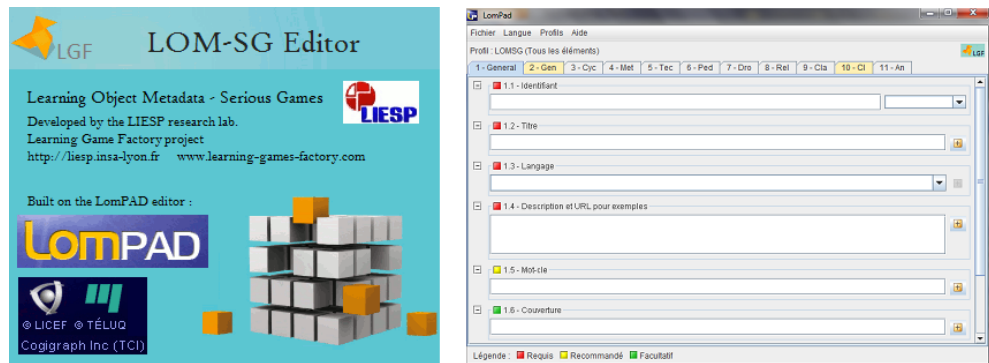 LGF
LOM-SG Editor
Learning Object Metadata - Serious Games
LIESP
Developed by the LIESP research lab.
Learning Game Factory project
http://liesp.insa-lyon.fr www.learning-games-factory.com
Built on the LomPAD editor :
LomPAD
© LICEF © TÉLUQ
Cogigraph Inc (TCI)
LomPad
Fichier Langue Profils Aide
Profil : LOMSG (Tous les éléments)
LGF
1 - General 2 - Gen 3 - Cyc 4 - Met 5 - Tec 6 - Ped 7 - Dro 8 - Rel 9 - Cla 10 - Cl 11 - An
1.1 - Identifiant
1.2 - Titre
1.3 - Langage
1.4 - Description et URL pour exemples
1.5 - Mot-cle
1.6 - Couverture
Légende : Requis Recommandé Facultatif